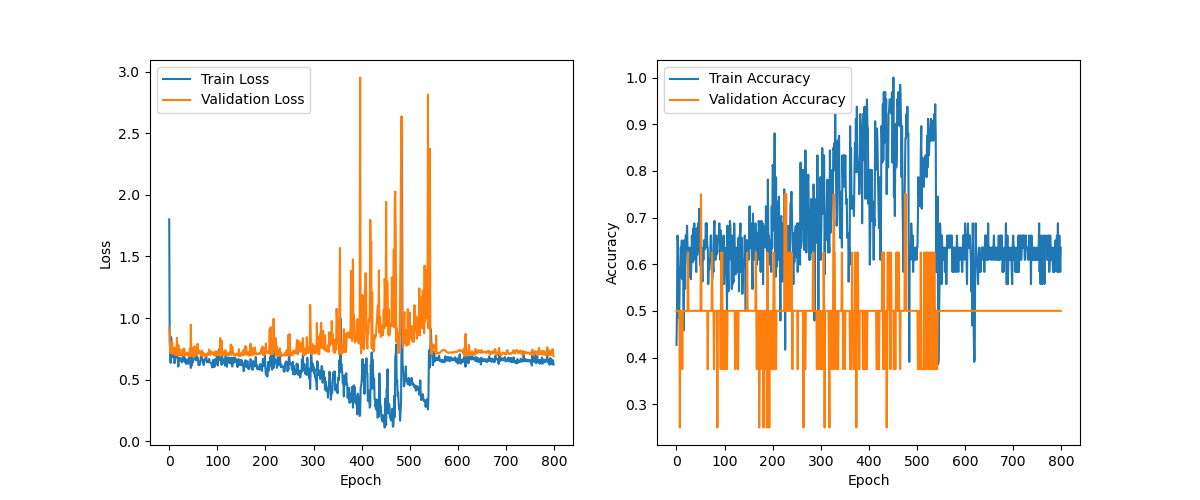 3.0
2.5
2.0
1.5
1.0
0.5
0.0
Loss
Train Loss
Validation Loss
0 100 200 300 400 500 600 700 800
Epoch
1.0
0.9
0.8
0.7
0.6
0.5
0.4
0.3
Accuracy
Train Accuracy
Validation Accuracy
0 100 200 300 400 500 600 700 800
Epoch